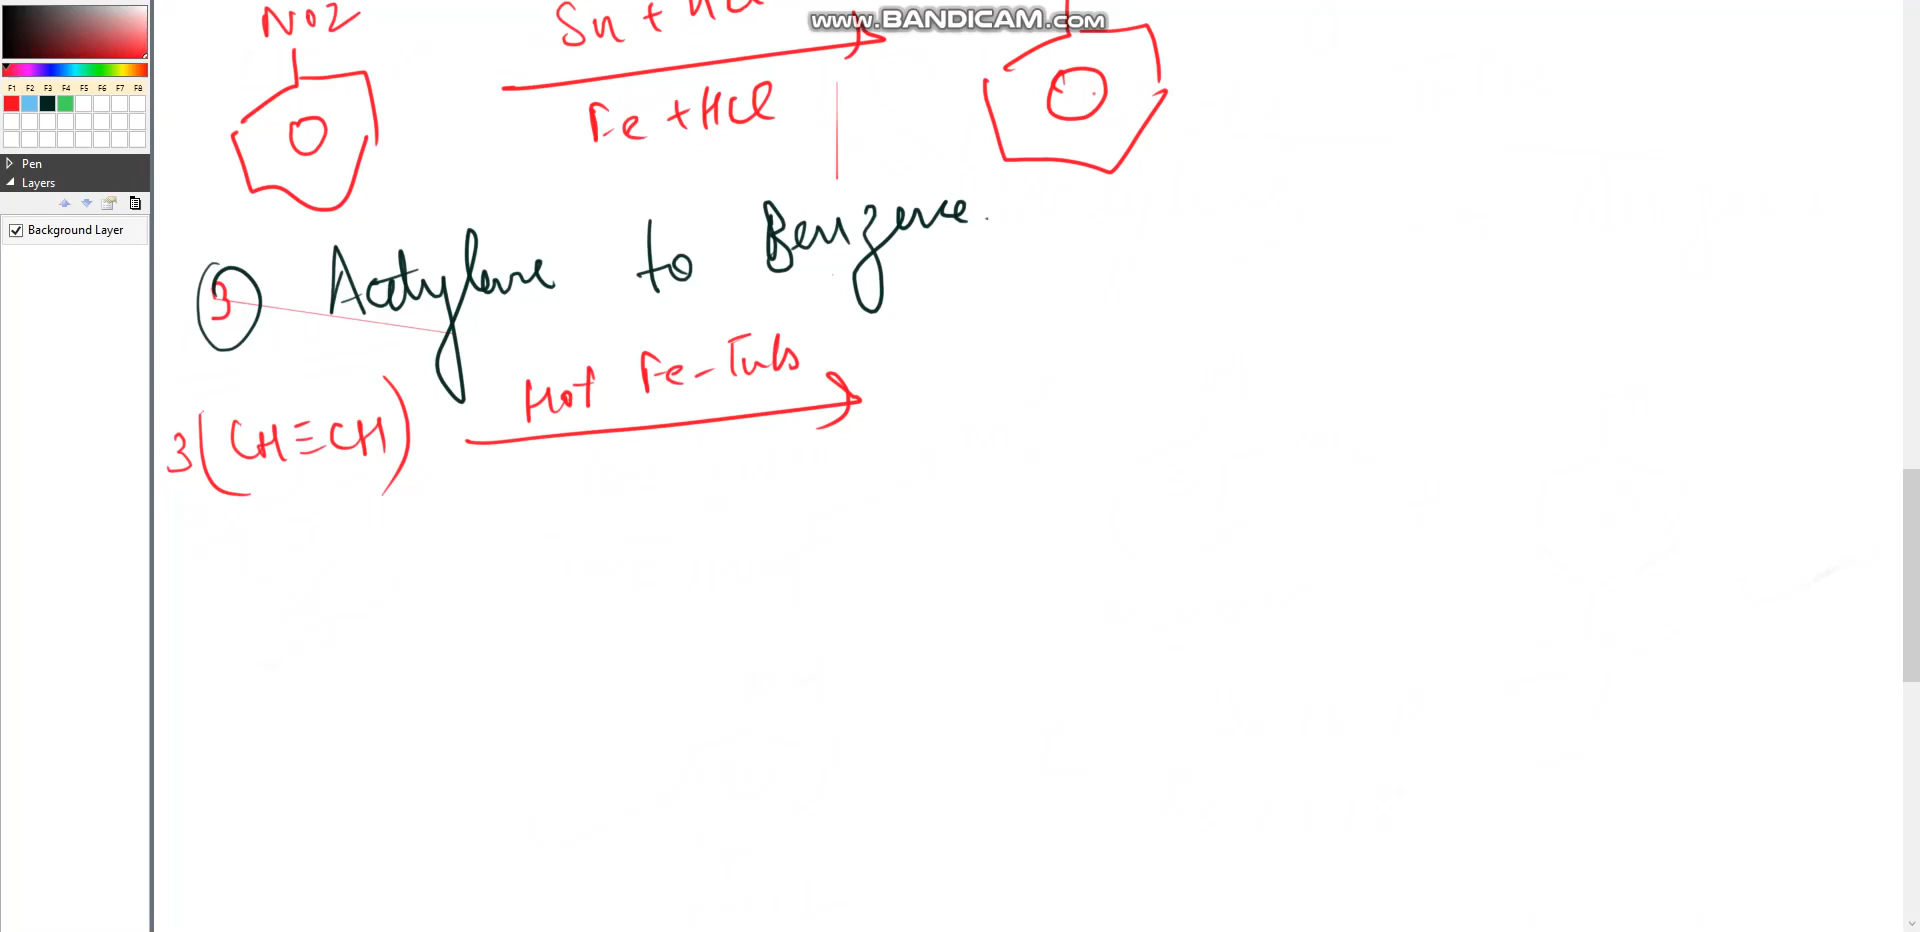 NO2
Sn + HCl
www.BANDICAM.com
Fe + HCl
F1 F2 F3 F4 F5 F6 F7 F8
Pen
Layers
Background Layer
3 Acetylene to Benzene.
Hot Fe-Tube
3(CH≡CH)